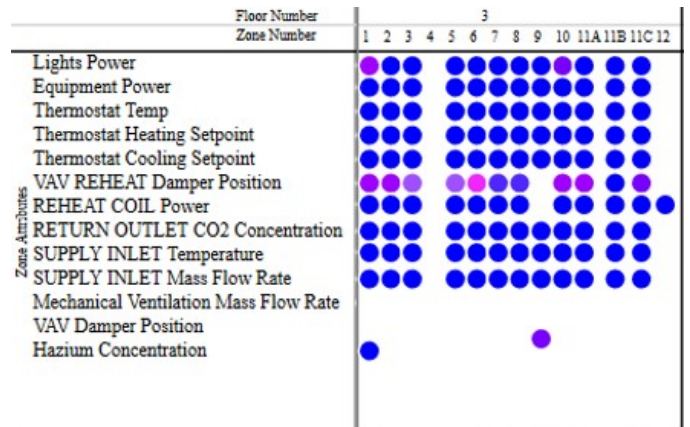 Floor Number 3
Zone Number 1 2 3 4 5 6 7 8 9 10 11A 11B 11C 12
Zone Attributes
Lights Power
Equipment Power
Thermostat Temp
Thermostat Heating Setpoint
Thermostat Cooling Setpoint
VAV REHEAT Damper Position
REHEAT COIL Power
RETURN OUTLET CO2 Concentration
SUPPLY INLET Temperature
SUPPLY INLET Mass Flow Rate
Mechanical Ventilation Mass Flow Rate
VAV Damper Position
Hazium Concentration